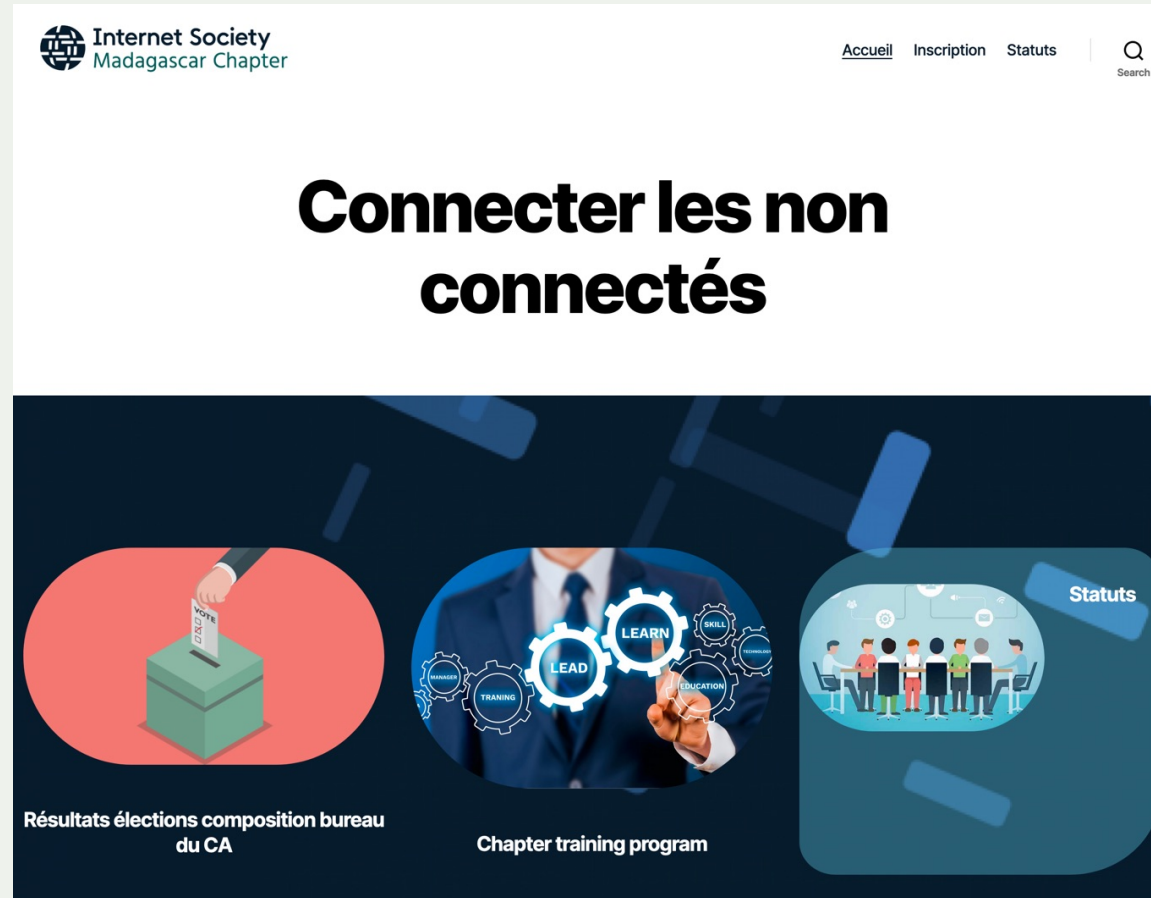 Internet Society
Madagascar Chapter
Accueil Inscription Statuts
Search
Connecter les non
connectés
VOTE
LEARN
SKILL
LEAD
TECHNOLOGY
MANAGER
TRANING
EDUCATION
Statuts
Résultats élections composition bureau
du CA
Chapter training program